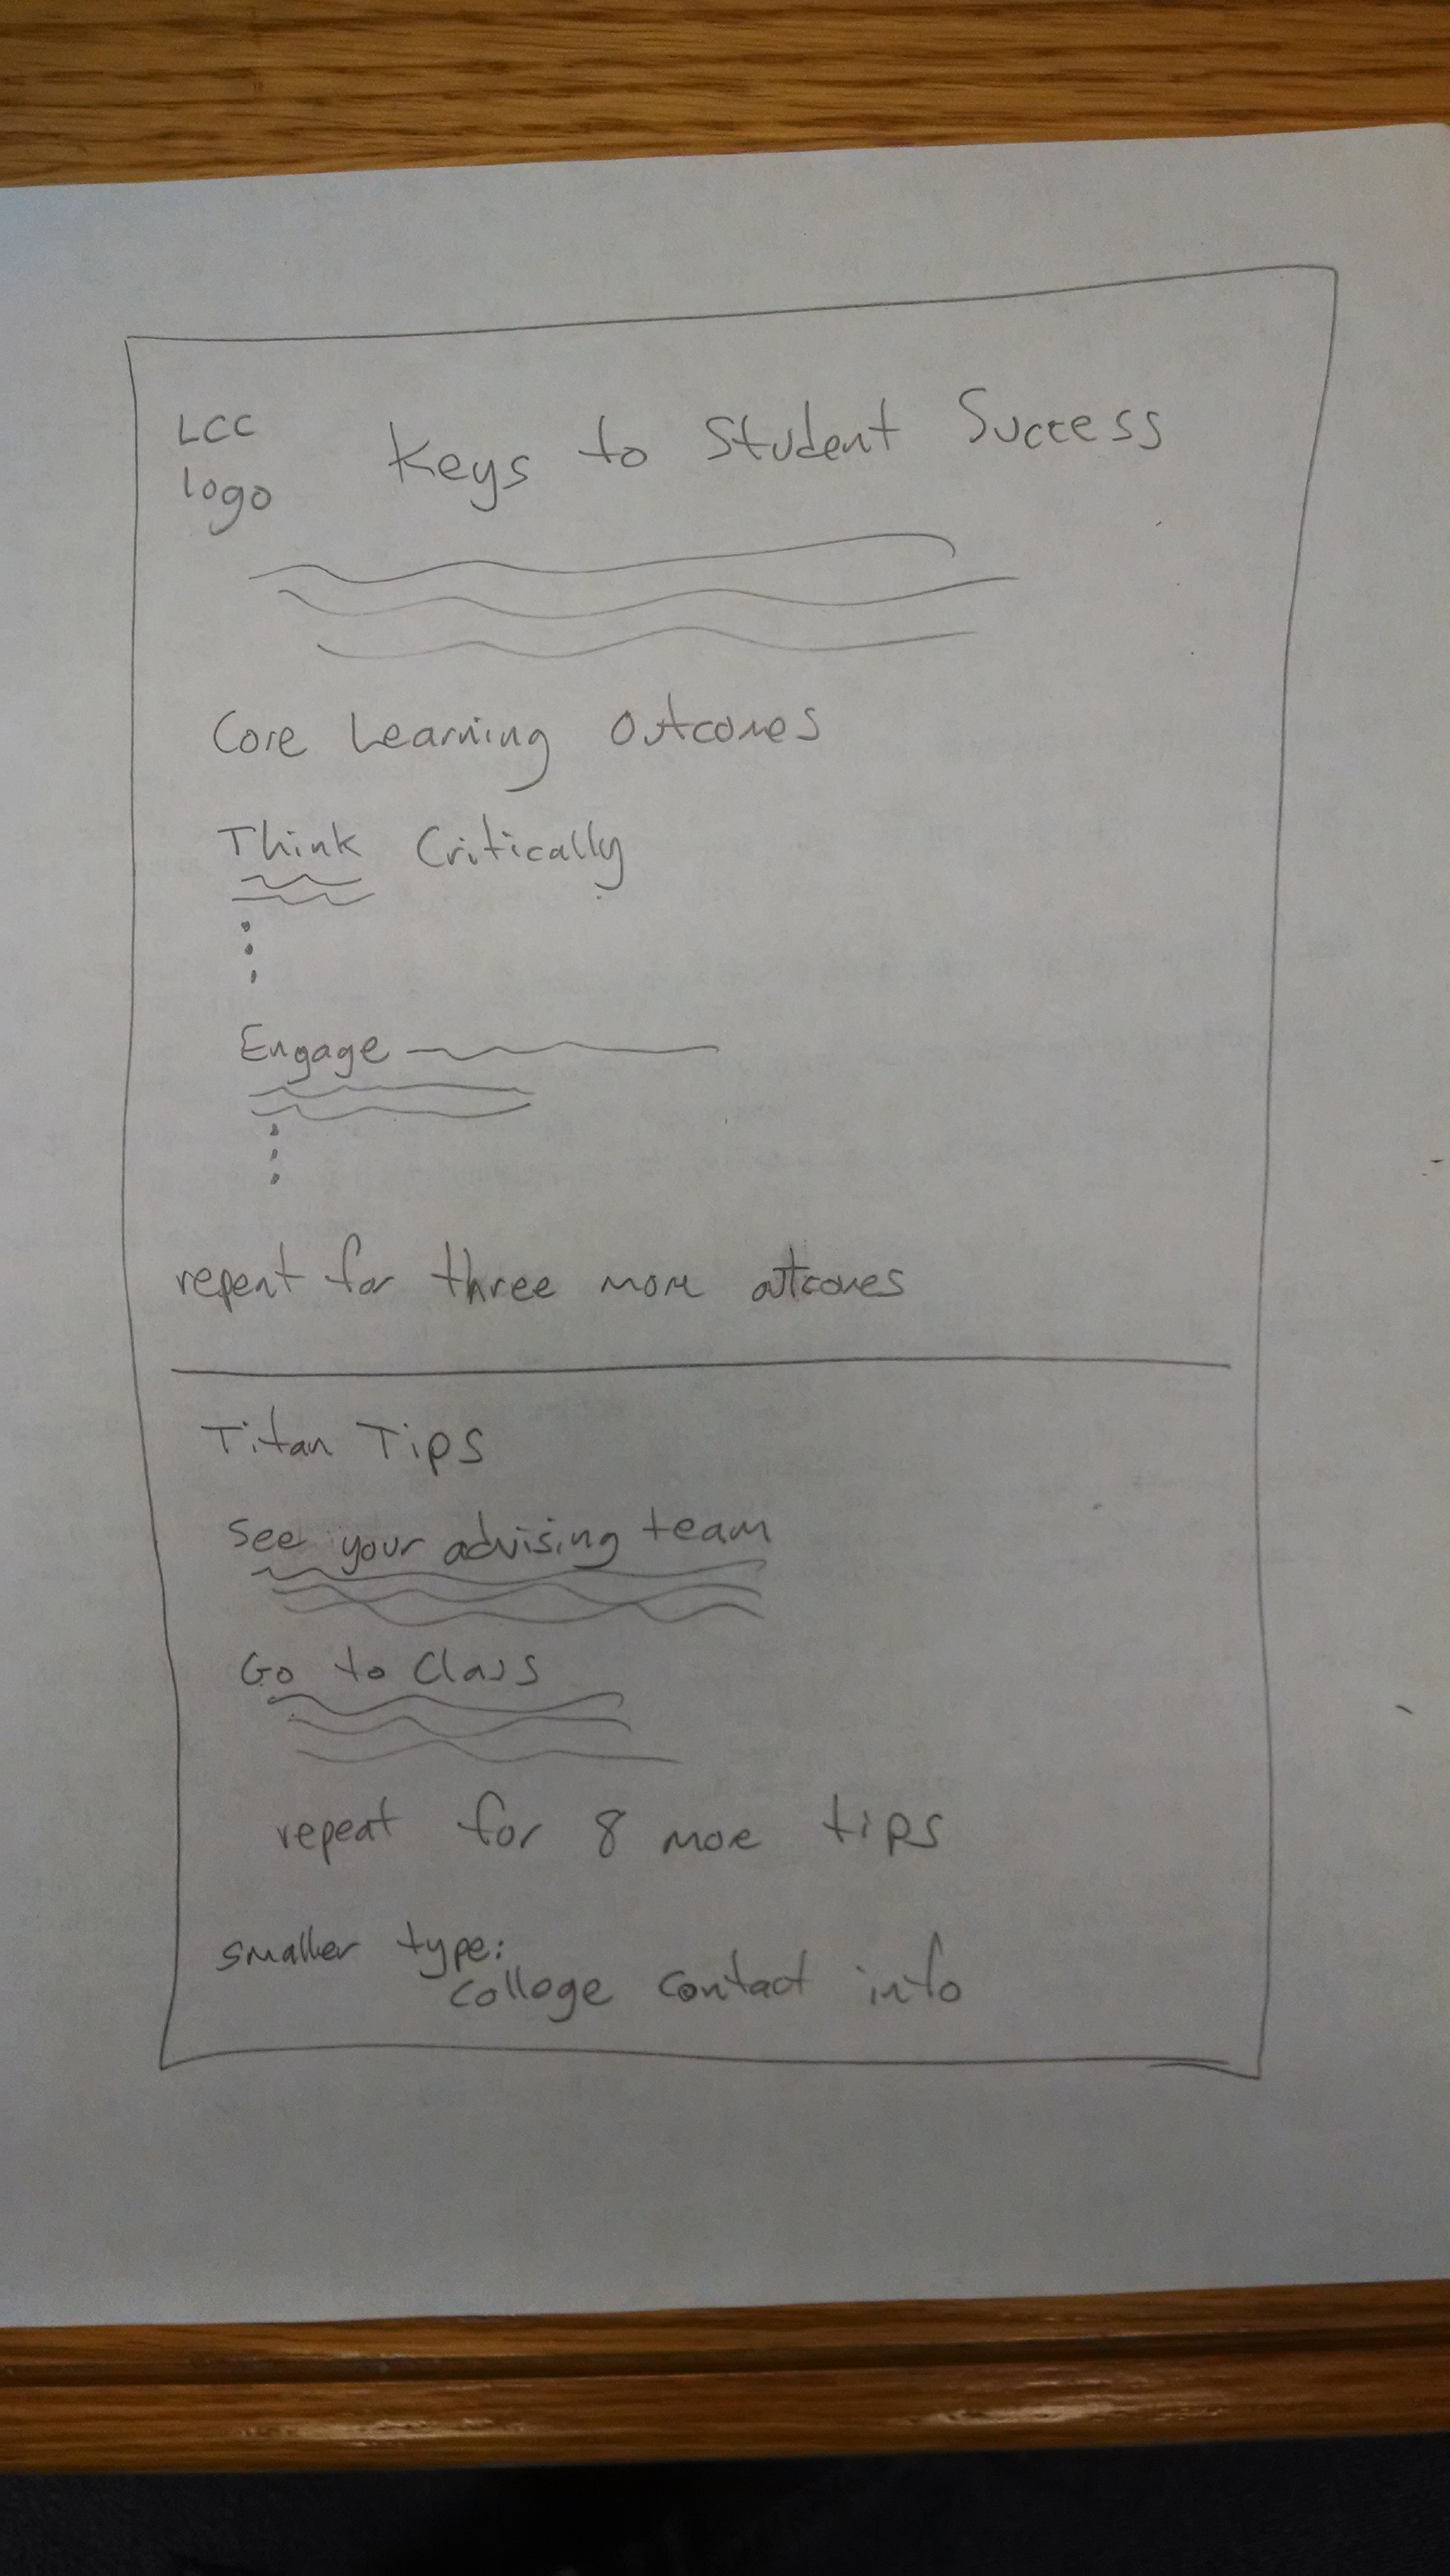 LCC
logo
Keys to Student Success
Core Learning Outcomes
Think Critically
Engage
repeat for three more outcomes
Titan Tips
See your advising team
Go to Class
repeat for 8 more tips
smaller type:
college contact info